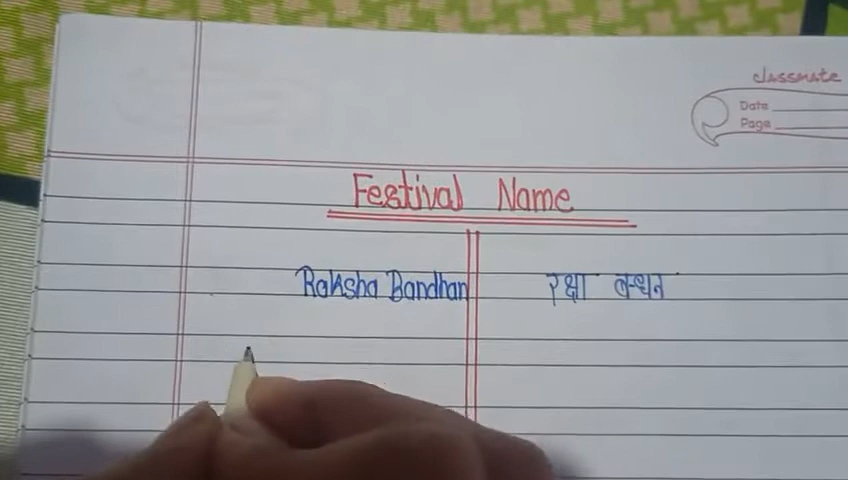 classmate
Date
Page
Festival Name
Raksha Bandhan रक्षा बन्धन